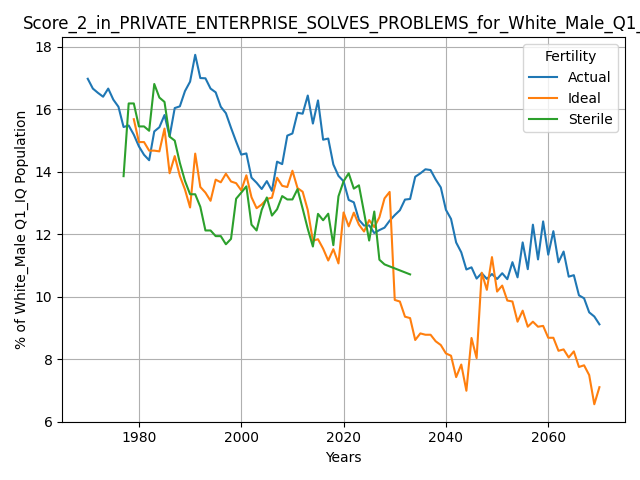 Score_2_in_PRIVATE_ENTERPRISE_SOLVES_PROBLEMS_for_White_Male_Q1_
Fertility
Actual
Ideal
Sterile
% of White_Male Q1_IQ Population
18
16
14
12
10
8
6
1980
2000
2020
2040
2060
Years